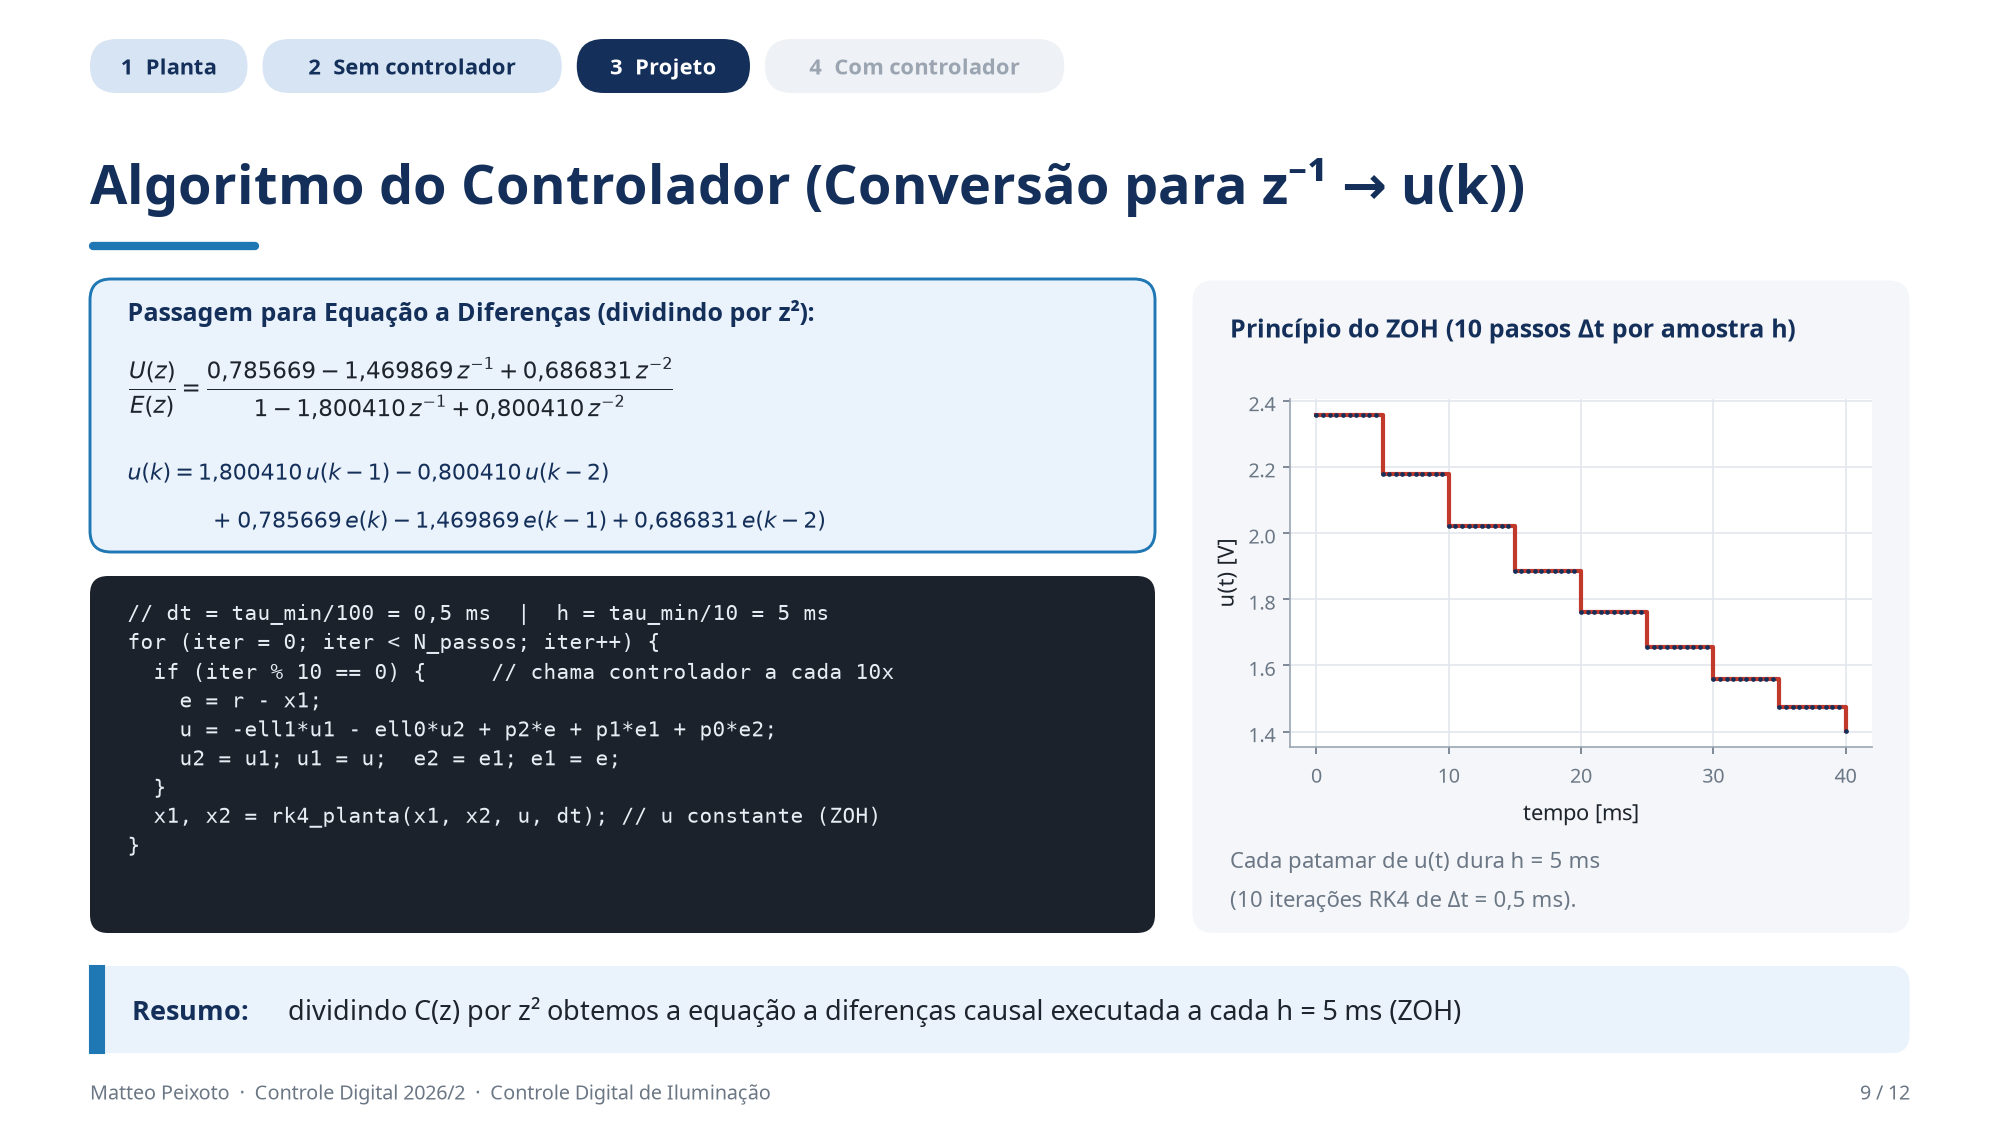 1 Planta
2 Sem controlador
3 Projeto
4 Com controlador
Algoritmo do Controlador (Conversão para z⁻¹ → u(k))
Passagem para Equação a Diferenças (dividindo por z²):
U(z)/E(z) = (0,785669 − 1,469869 z⁻¹ + 0,686831 z⁻²)/(1 − 1,800410 z⁻¹ + 0,800410 z⁻²)
u(k) = 1,800410 u(k − 1) − 0,800410 u(k − 2)
+ 0,785669 e(k) − 1,469869 e(k − 1) + 0,686831 e(k − 2)
// dt = tau_min/100 = 0,5 ms  |  h = tau_min/10 = 5 ms
for (iter = 0; iter < N_passos; iter++) {
  if (iter % 10 == 0) {     // chama controlador a cada 10x
    e = r - x1;
    u = -ell1*u1 - ell0*u2 + p2*e + p1*e1 + p0*e2;
    u2 = u1; u1 = u;  e2 = e1; e1 = e;
  }
  x1, x2 = rk4_planta(x1, x2, u, dt); // u constante (ZOH)
}
Princípio do ZOH (10 passos Δt por amostra h)
u(t) [V]
2.4
2.2
2.0
1.8
1.6
1.4
0 10 20 30 40
tempo [ms]
Cada patamar de u(t) dura h = 5 ms
(10 iterações RK4 de Δt = 0,5 ms).
Resumo: dividindo C(z) por z² obtemos a equação a diferenças causal executada a cada h = 5 ms (ZOH)
Matteo Peixoto · Controle Digital 2026/2 · Controle Digital de Iluminação
9 / 12